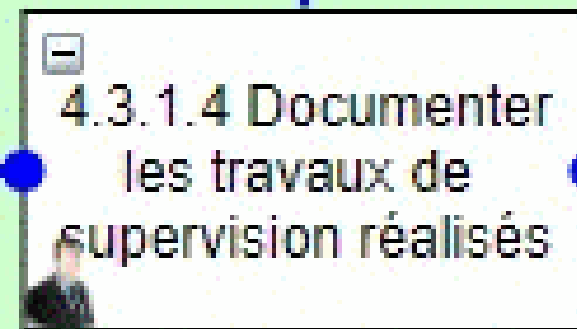 4.3.1.4 Documenter
les travaux de
supervision réalisés